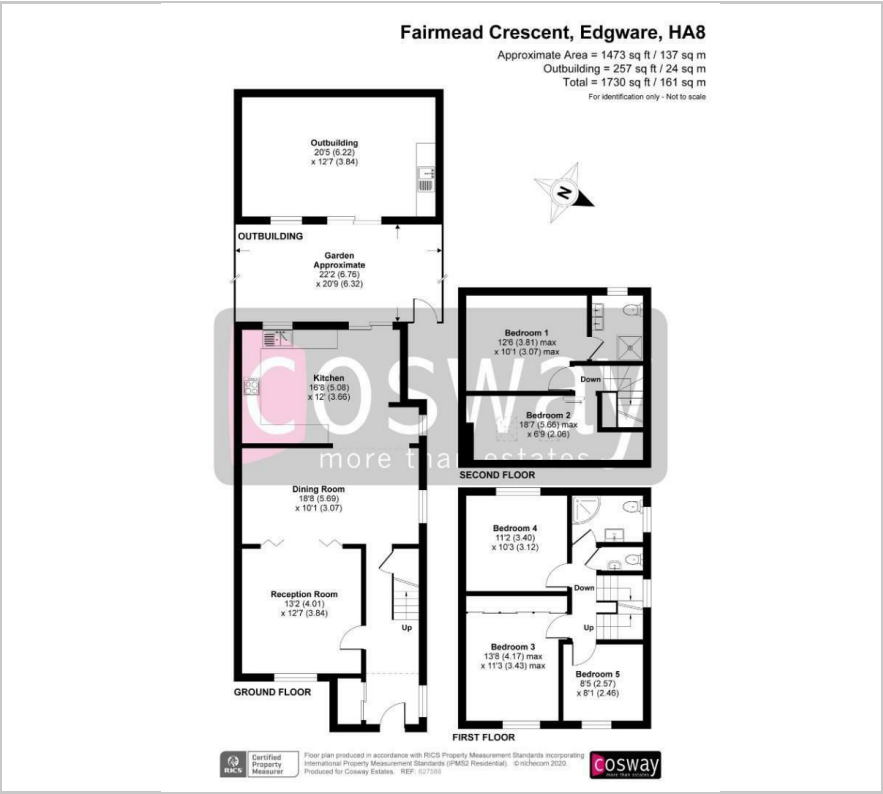 Fairmead Crescent, Edgware, HA8
Approximate Area = 1473 sq ft / 137 sq m
Outbuilding = 257 sq ft / 24 sq m
Total = 1730 sq ft / 161 sq m
For identification only - Not to scale
Outbuilding
20'5 (6.22)
x 12'7 (3.84)
N
OUTBUILDING
Garden
Approximate
22'2 (6.76)
x 20'9 (6.32)
Kitchen
16'8 (5.08)
x 12' (3.66)
Bedroom 1
12'6 (3.81) max
x 10'1 (3.07) max
Down
Bedroom 2
18'7 (5.66) max
x 6'9 (2.06)
cosway
more than estates
SECOND FLOOR
Dining Room
18'8 (5.69)
x 10'1 (3.07)
Reception Room
13'2 (4.01)
x 12'7 (3.84)
Up
GROUND FLOOR
Bedroom 4
11'2 (3.40)
x 10'3 (3.12)
Down
Up
Bedroom 3
13'8 (4.17) max
x 11'3 (3.43) max
Bedroom 5
8'5 (2.57)
x 8'1 (2.46)
FIRST FLOOR
RICS
Certified
Property
Measurer
Floor plan produced in accordance with RICS Property Measurement Standards incorporating
International Property Measurement Standards (IPMS2 Residential). © nichecom 2020.
Produced for Cosway Estates. REF: 627586
cosway
more than estates